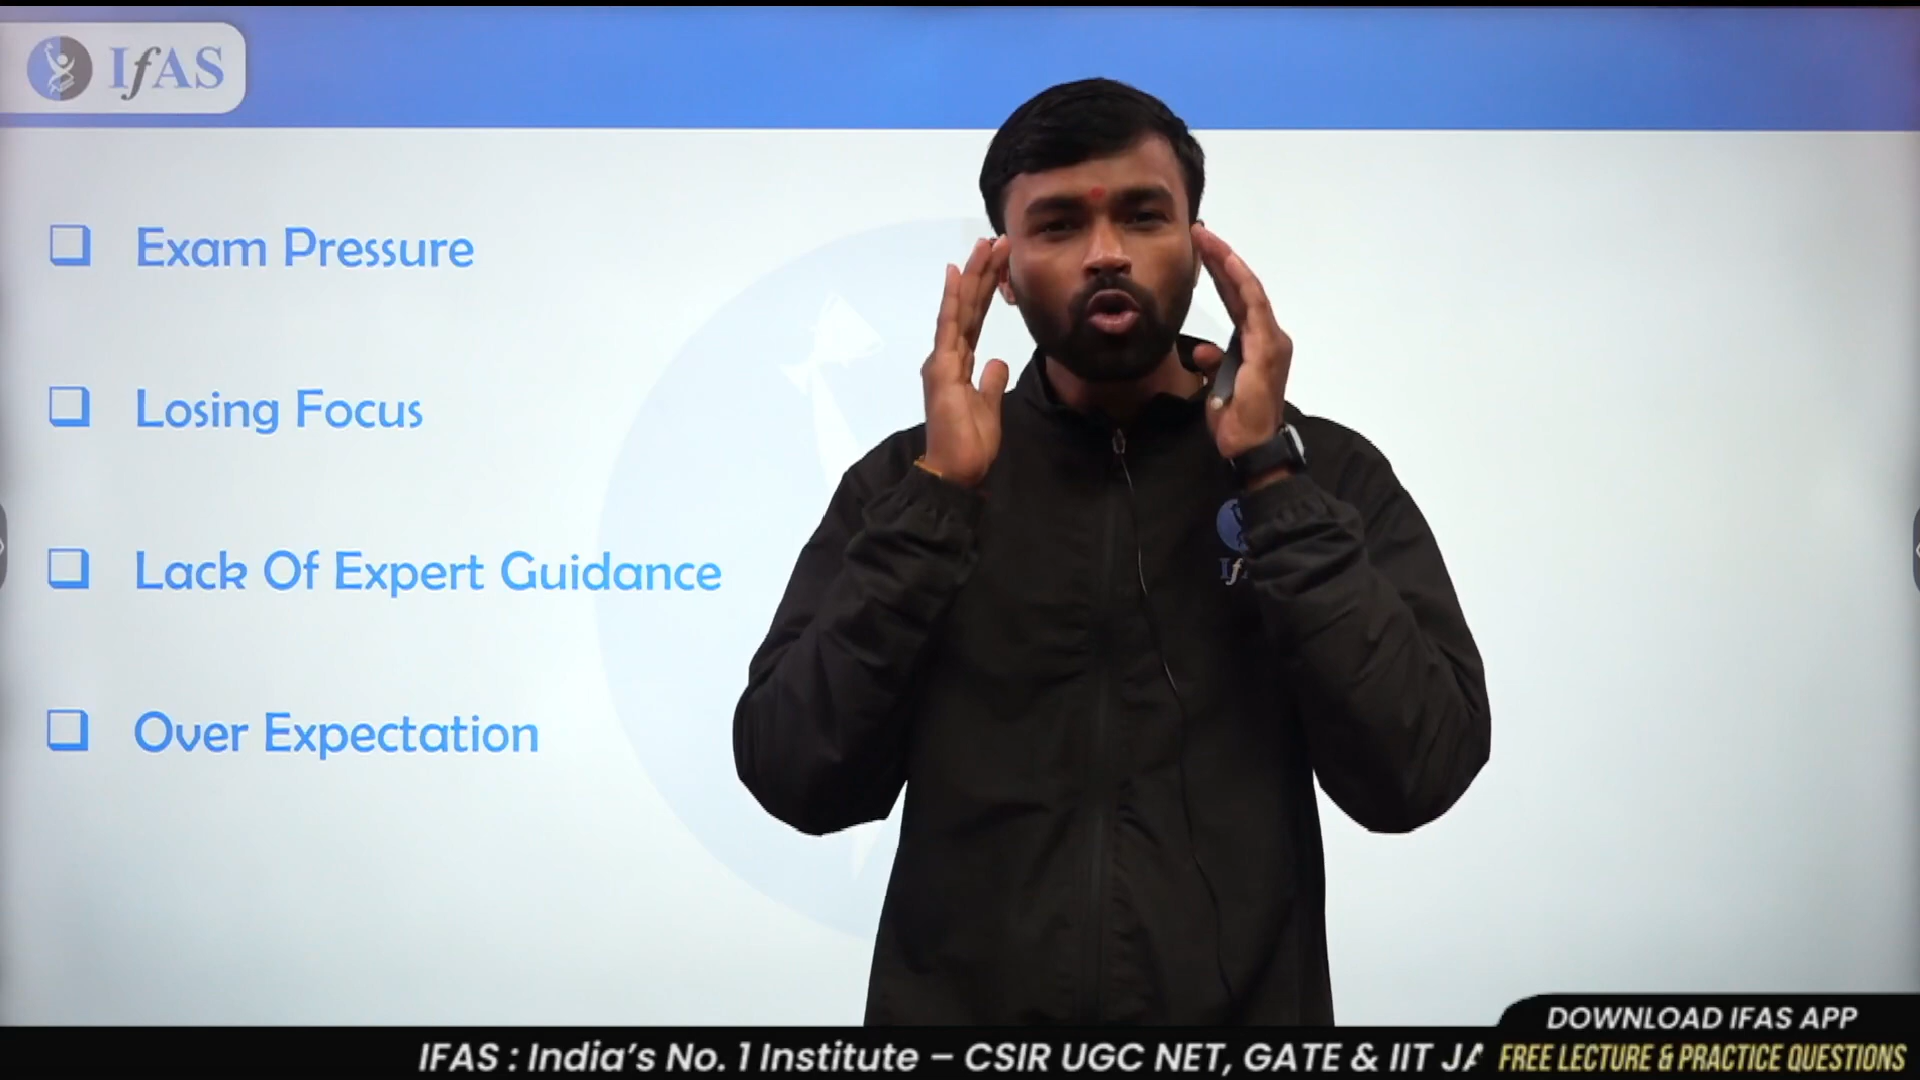 IfAS
Exam Pressure
Losing Focus
Lack Of Expert Guidance
Over Expectation
DOWNLOAD IFAS APP
IFAS : India's No. 1 Institute – CSIR UGC NET, GATE & IIT
FREE LECTURE & PRACTICE QUESTIONS